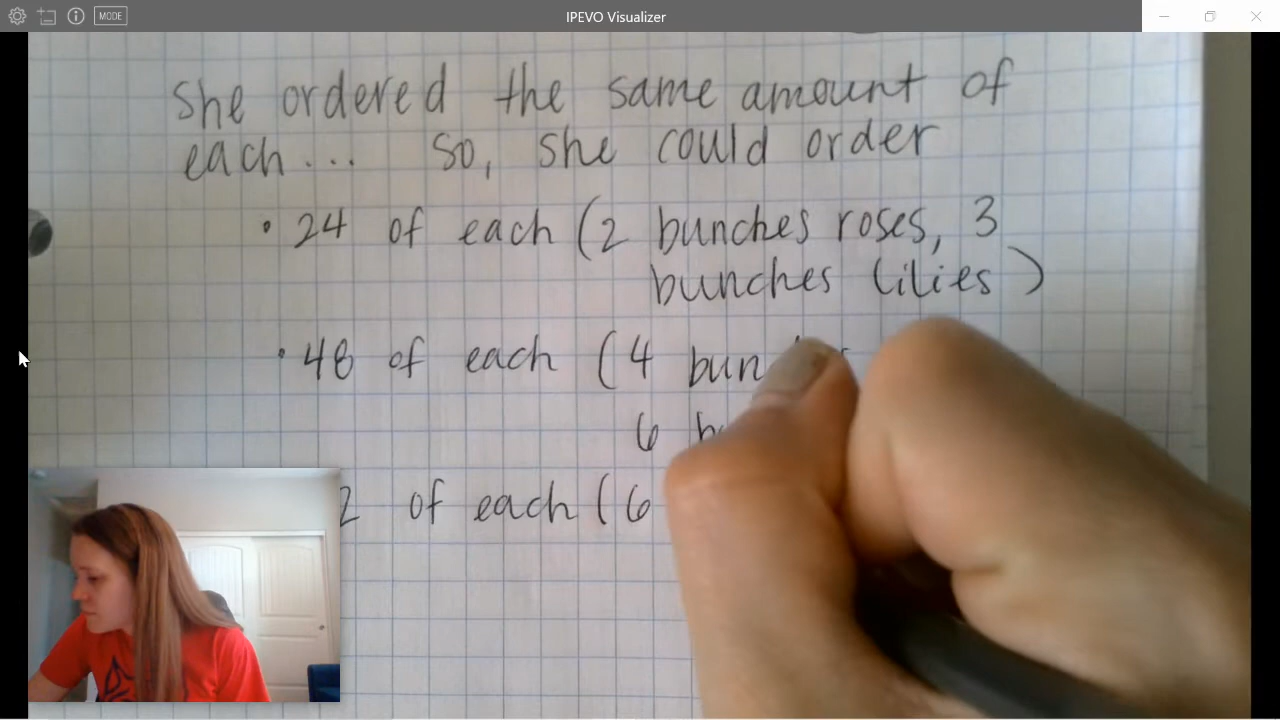 MODE
IPEVO Visualizer
She ordered the same amount of
each... So, she could order
• 24 of each (2 bunches roses, 3
bunches lilies)
• 48 of each (4
6
of each (6